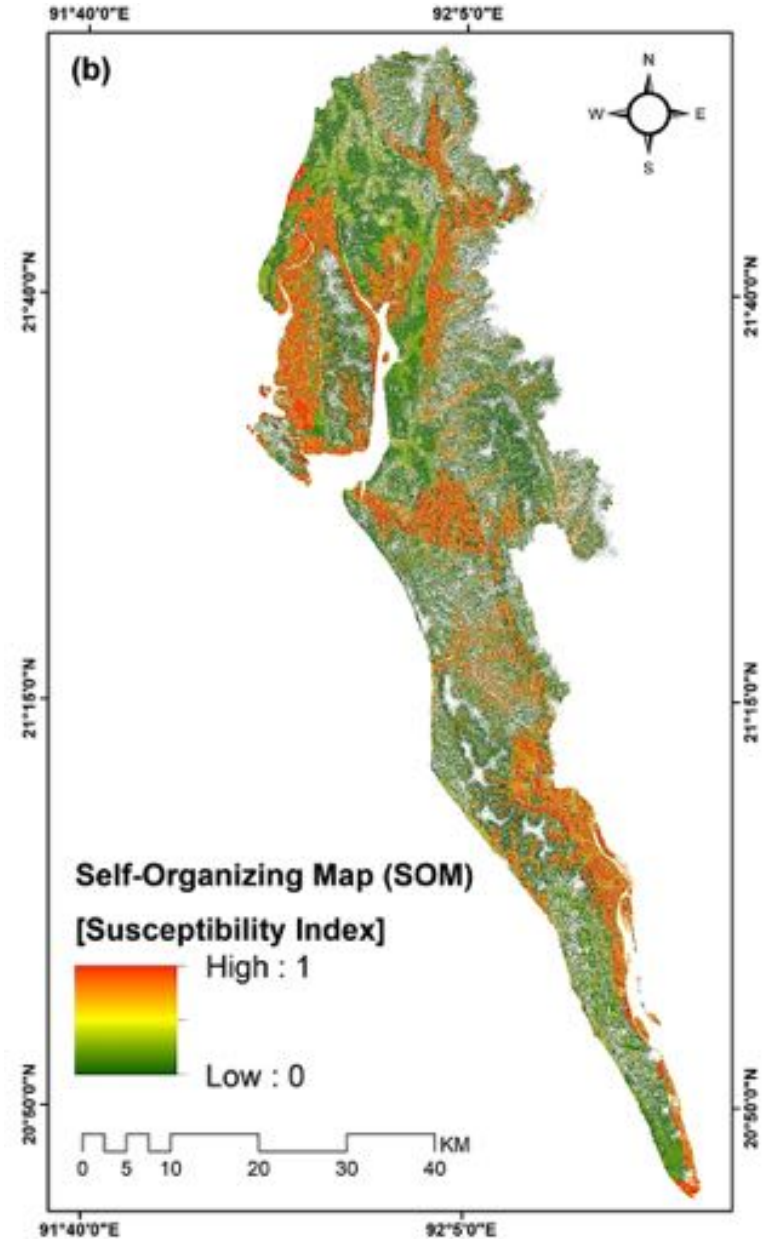 91°40'0"E 92°5'0"E
(b)
N
W E
S
21°40'0"N 21°40'0"N
21°15'0"N 21°15'0"N
Self-Organizing Map (SOM)
[Susceptibility Index]
High : 1
Low : 0
20°50'0"N 20°50'0"N
KM
0 5 10 20 30 40
91°40'0"E 92°5'0"E